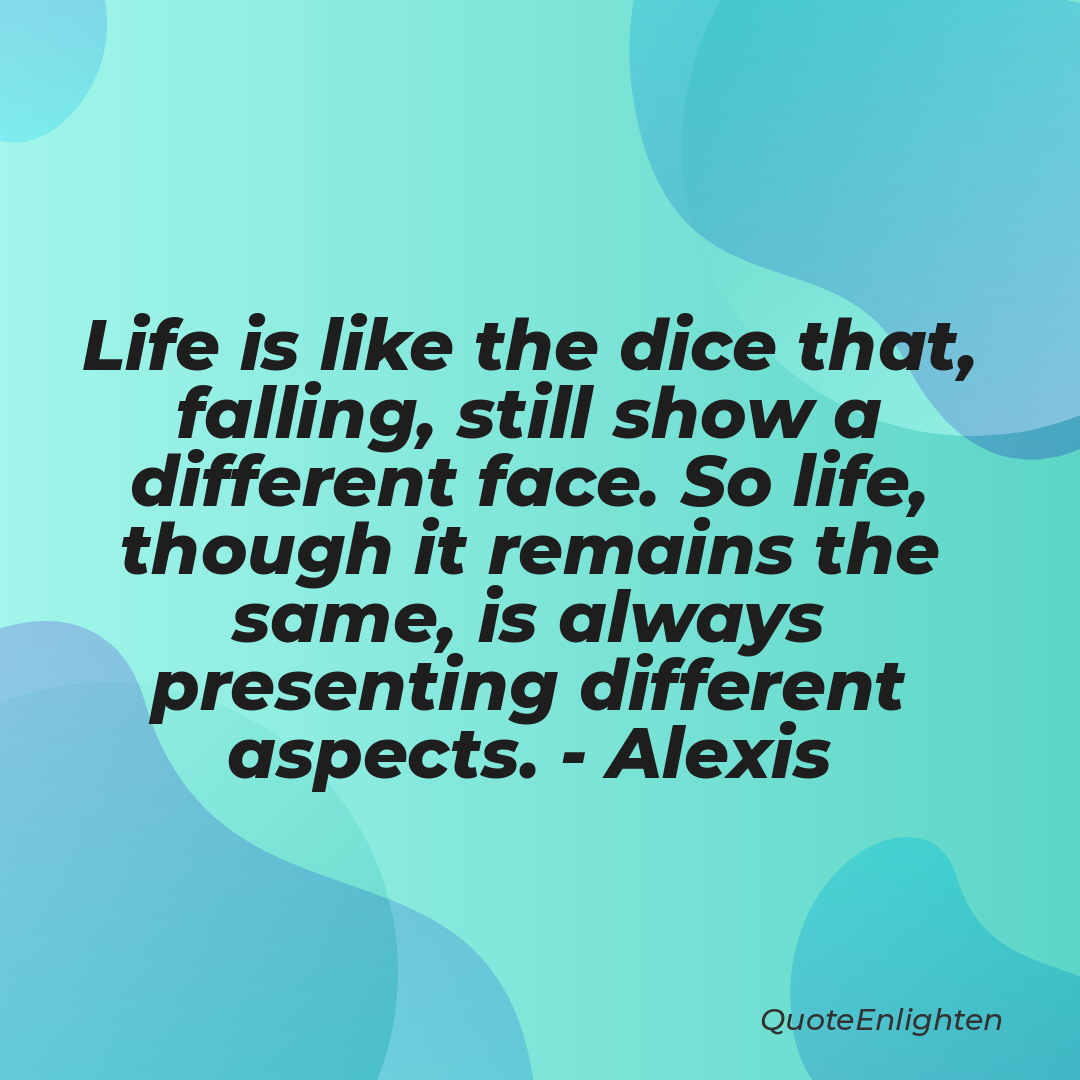 Life is like the dice that,
falling, still show a
different face. So life,
though it remains the
same, is always
presenting different
aspects. - Alexis
QuoteEnlighten